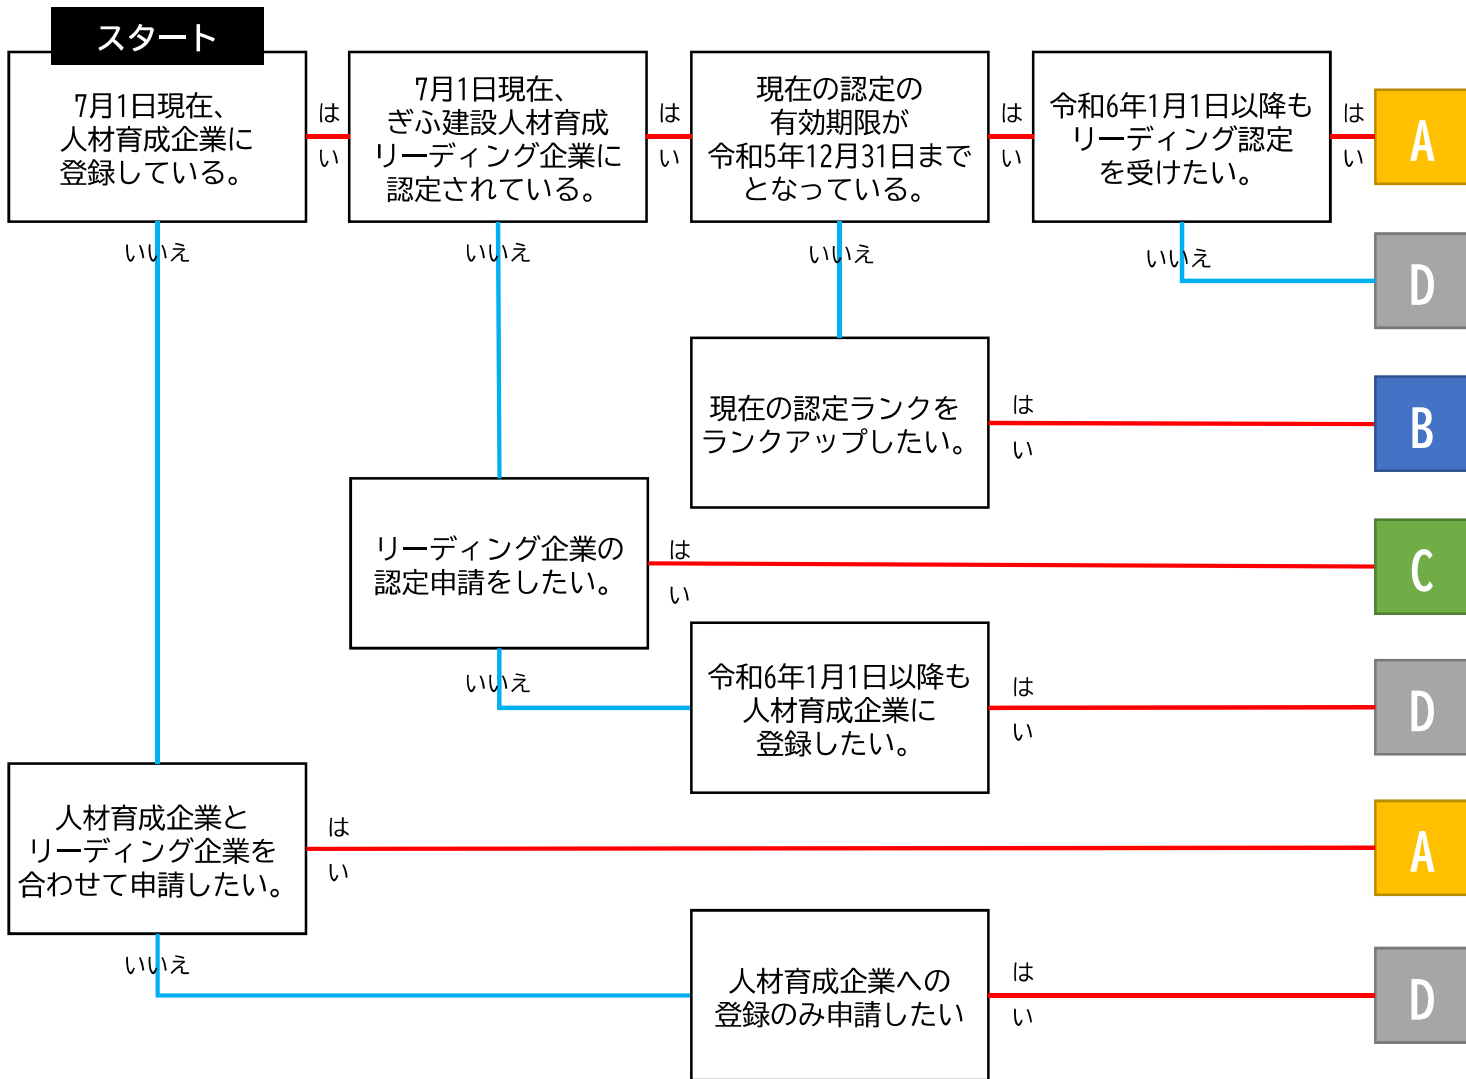 スタート
7月1日現在、
人材育成企業に
登録している。
はい
いいえ
7月1日現在、
ぎふ建設人材育成
リーディング企業に
認定されている。
はい
いいえ
現在の認定の
有効期限が
令和5年12月31日まで
となっている。
はい
いいえ
令和6年1月1日以降も
リーディング認定
を受けたい。
はい
いいえ
A
D
現在の認定ランクを
ランクアップしたい。
はい
B
リーディング企業の
認定申請をしたい。
はい
いいえ
C
令和6年1月1日以降も
人材育成企業に
登録したい。
はい
D
人材育成企業と
リーディング企業を
合わせて申請したい。
はい
いいえ
A
人材育成企業への
登録のみ申請したい
はい
D